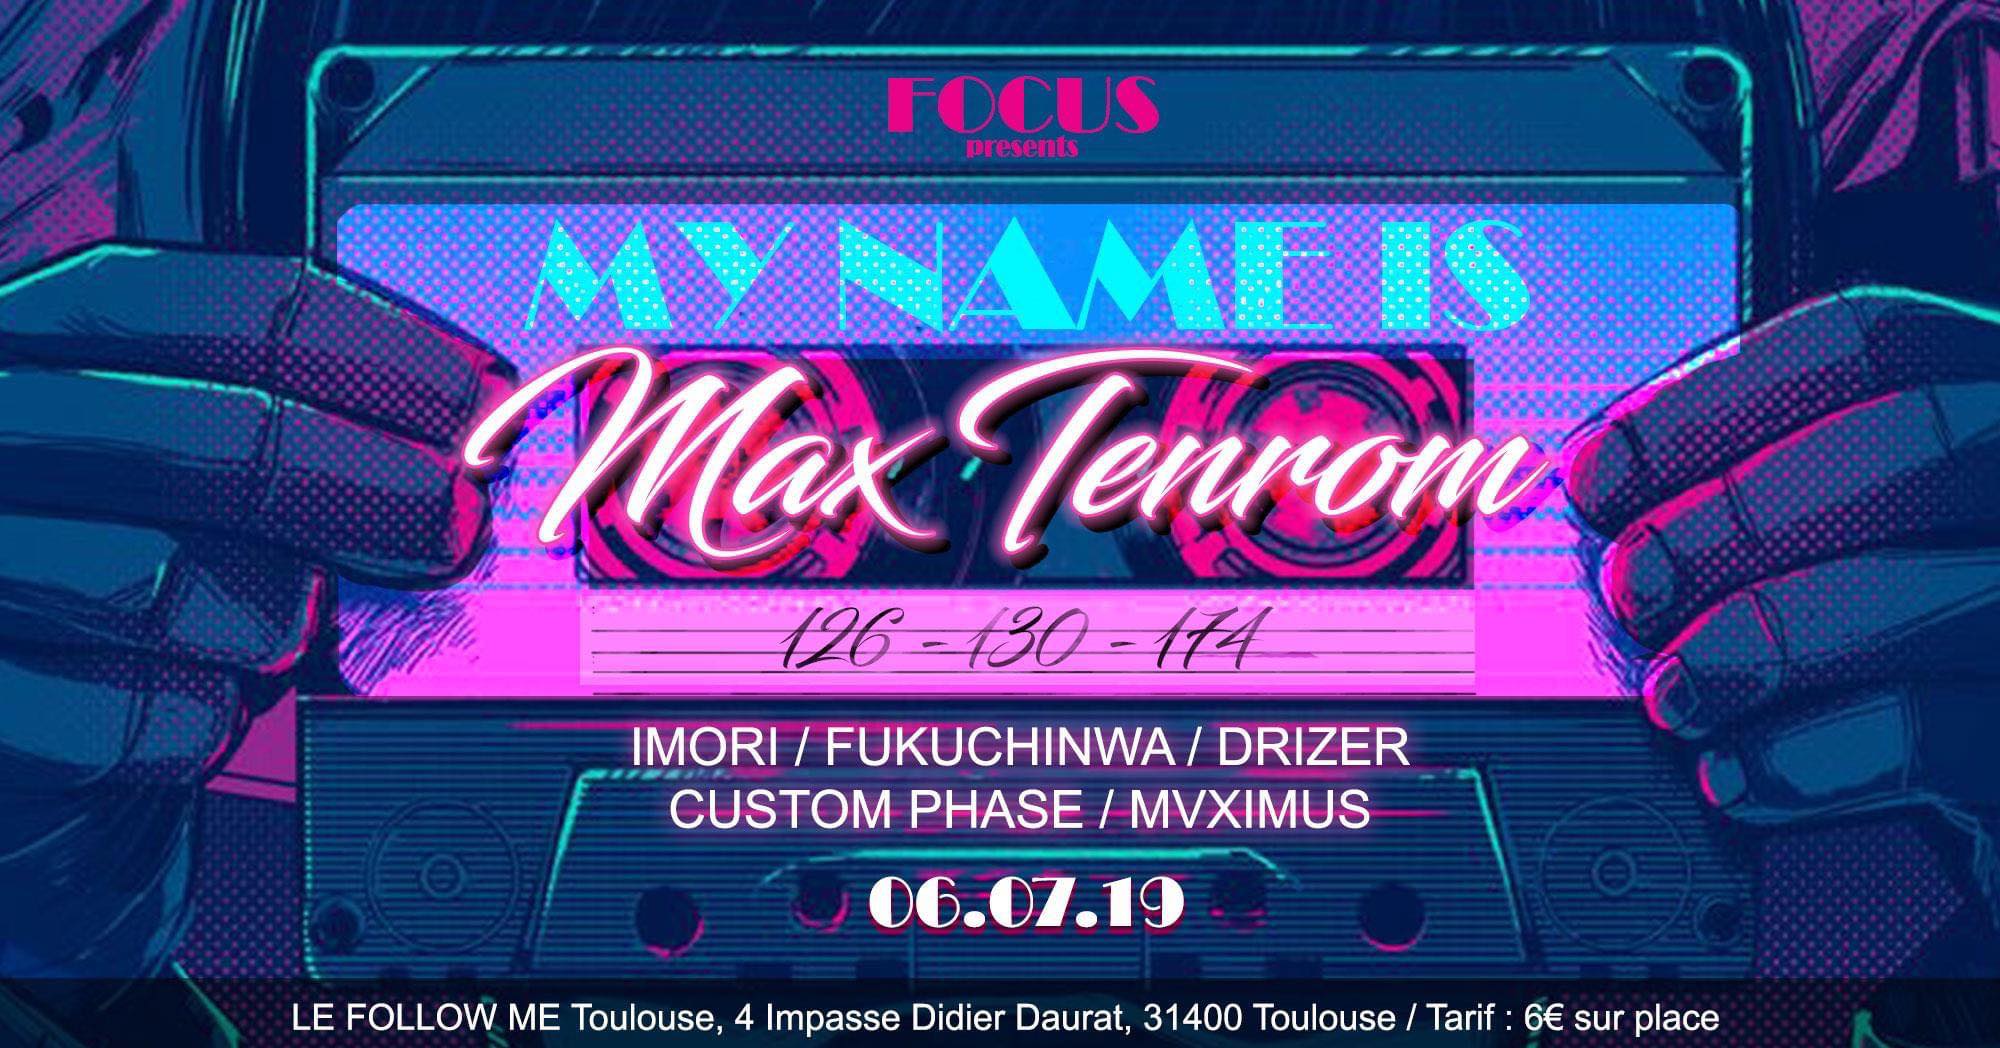 FOCUS
presents
MY NAME IS
Max Tenrom
126 - 130 - 174
IMORI / FUKUCHINWA / DRIZER
CUSTOM PHASE / MVXIMUS
06.07.19
LE FOLLOW ME Toulouse, 4 Impasse Didier Daurat, 31400 Toulouse / Tarif : 6€ sur place